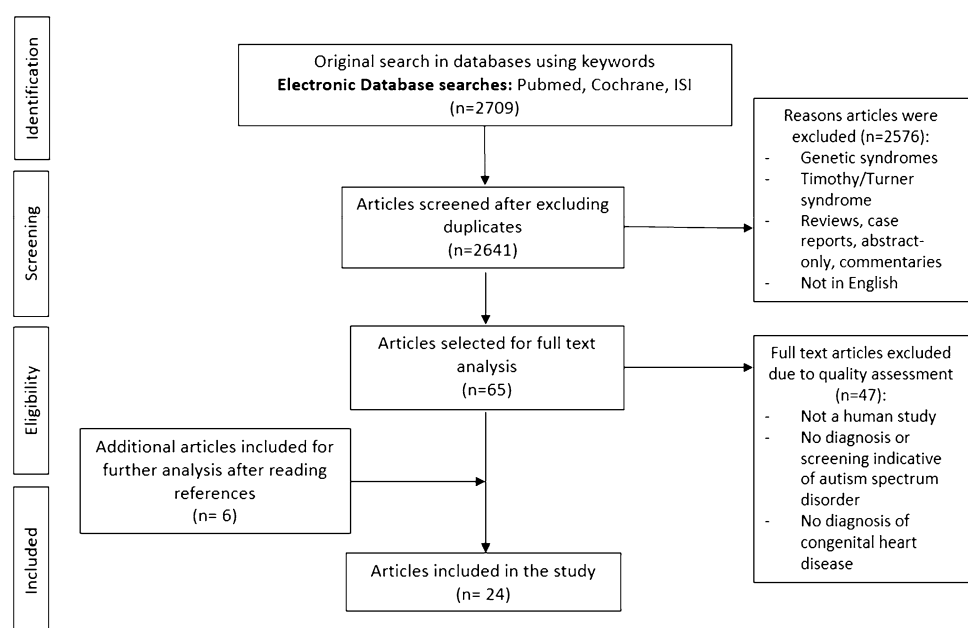 Identification
Original search in databases using keywords
Electronic Database searches: Pubmed, Cochrane, ISI
(n=2709)
Reasons articles were
excluded (n=2576):
- Genetic syndromes
- Timothy/Turner
syndrome
- Reviews, case
reports, abstract-
only, commentaries
- Not in English
Screening
Articles screened after excluding
duplicates
(n=2641)
Eligibility
Articles selected for full text
analysis
(n=65)
Full text articles excluded
due to quality assessment
(n=47):
- Not a human study
- No diagnosis or
screening indicative
of autism spectrum
disorder
- No diagnosis of
congenital heart
disease
Additional articles included for
further analysis after reading
references
(n= 6)
Included
Articles included in the study
(n= 24)